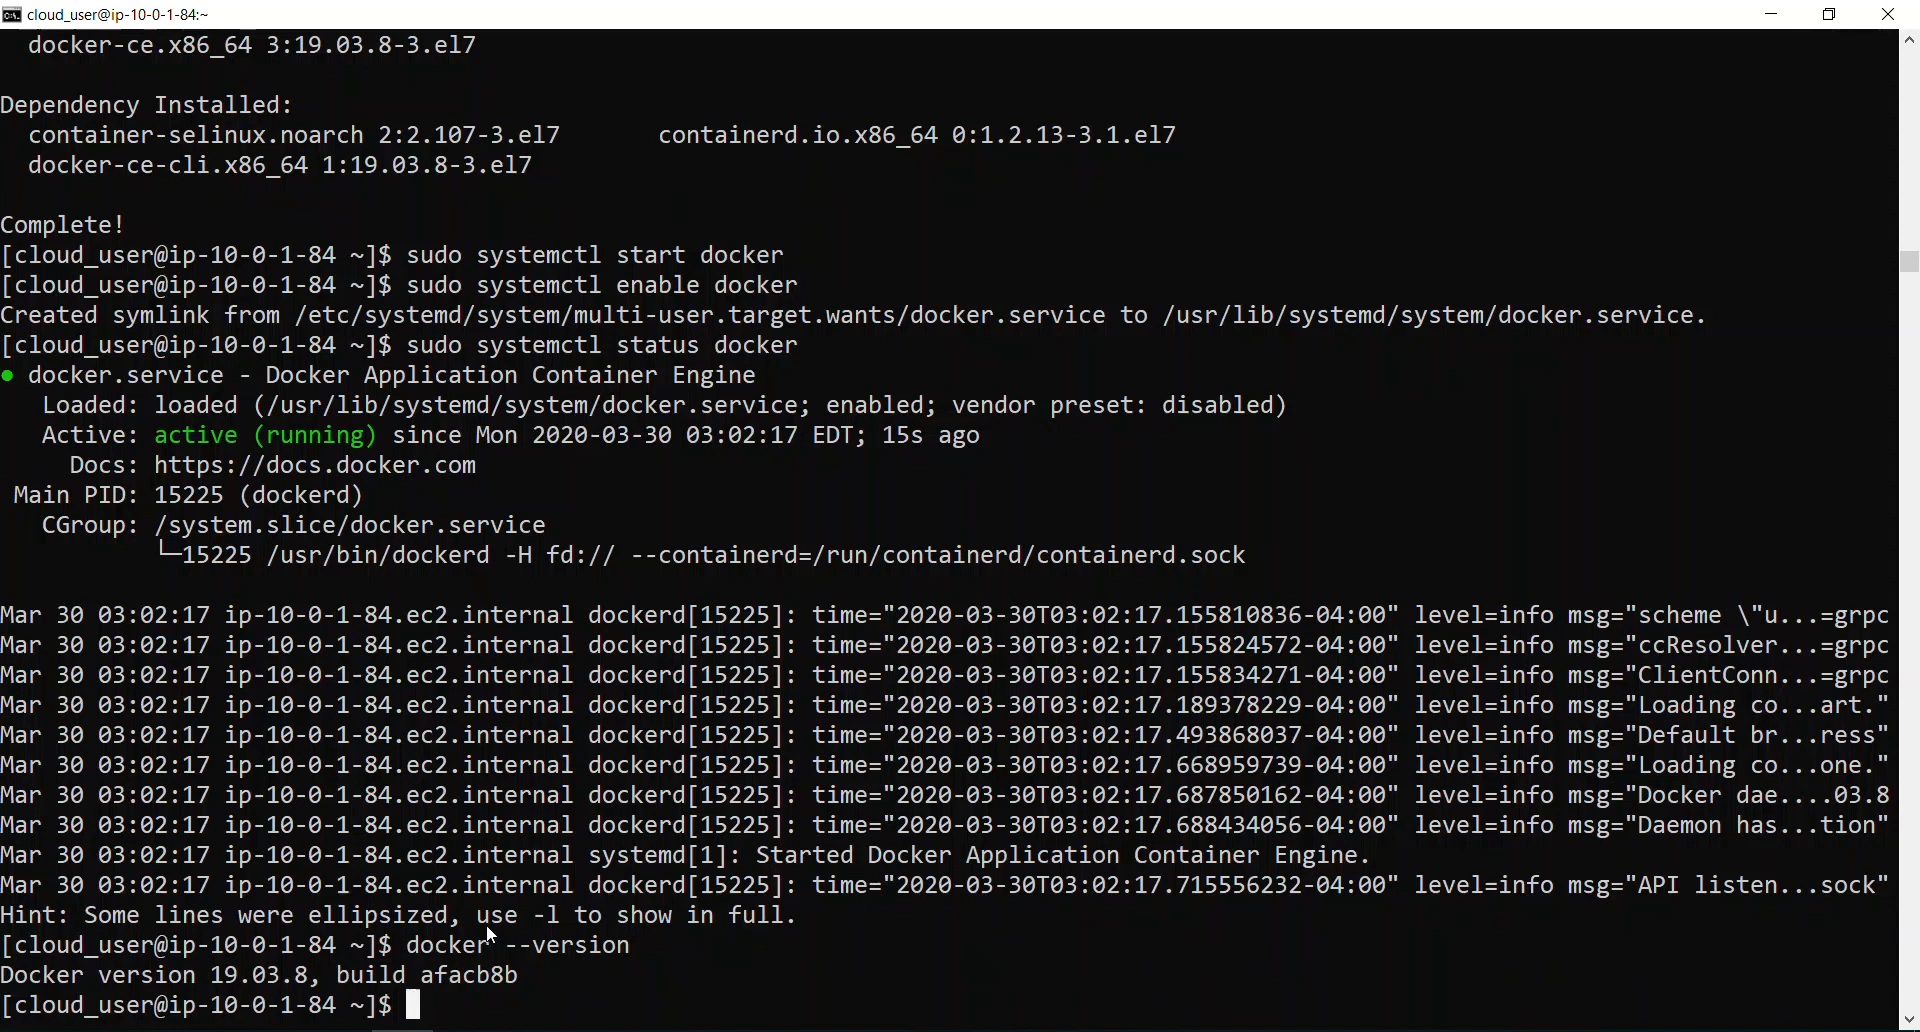 cloud_user@ip-10-0-1-84:~
docker-ce.x86_64 3:19.03.8-3.el7
Dependency Installed:
container-selinux.noarch 2:2.107-3.el7 containerd.io.x86_64 0:1.2.13-3.1.el7
docker-ce-cli.x86_64 1:19.03.8-3.el7
Complete!
[cloud_user@ip-10-0-1-84 ~]$ sudo systemctl start docker
[cloud_user@ip-10-0-1-84 ~]$ sudo systemctl enable docker
Created symlink from /etc/systemd/system/multi-user.target.wants/docker.service to /usr/lib/systemd/system/docker.service.
[cloud_user@ip-10-0-1-84 ~]$ sudo systemctl status docker
● docker.service - Docker Application Container Engine
Loaded: loaded (/usr/lib/systemd/system/docker.service; enabled; vendor preset: disabled)
Active: active (running) since Mon 2020-03-30 03:02:17 EDT; 15s ago
Docs: https://docs.docker.com
Main PID: 15225 (dockerd)
CGroup: /system.slice/docker.service
└─15225 /usr/bin/dockerd -H fd:// --containerd=/run/containerd/containerd.sock
Mar 30 03:02:17 ip-10-0-1-84.ec2.internal dockerd[15225]: time="2020-03-30T03:02:17.155810836-04:00" level=info msg="scheme \"u...=grpc
Mar 30 03:02:17 ip-10-0-1-84.ec2.internal dockerd[15225]: time="2020-03-30T03:02:17.155824572-04:00" level=info msg="ccResolver...=grpc
Mar 30 03:02:17 ip-10-0-1-84.ec2.internal dockerd[15225]: time="2020-03-30T03:02:17.155834271-04:00" level=info msg="ClientConn...=grpc
Mar 30 03:02:17 ip-10-0-1-84.ec2.internal dockerd[15225]: time="2020-03-30T03:02:17.189378229-04:00" level=info msg="Loading co...art."
Mar 30 03:02:17 ip-10-0-1-84.ec2.internal dockerd[15225]: time="2020-03-30T03:02:17.493868037-04:00" level=info msg="Default br...ress"
Mar 30 03:02:17 ip-10-0-1-84.ec2.internal dockerd[15225]: time="2020-03-30T03:02:17.668959739-04:00" level=info msg="Loading co...one."
Mar 30 03:02:17 ip-10-0-1-84.ec2.internal dockerd[15225]: time="2020-03-30T03:02:17.687850162-04:00" level=info msg="Docker dae....03.8
Mar 30 03:02:17 ip-10-0-1-84.ec2.internal dockerd[15225]: time="2020-03-30T03:02:17.688434056-04:00" level=info msg="Daemon has...tion"
Mar 30 03:02:17 ip-10-0-1-84.ec2.internal systemd[1]: Started Docker Application Container Engine.
Mar 30 03:02:17 ip-10-0-1-84.ec2.internal dockerd[15225]: time="2020-03-30T03:02:17.715556232-04:00" level=info msg="API listen...sock"
Hint: Some lines were ellipsized, use -l to show in full.
[cloud_user@ip-10-0-1-84 ~]$ docker --version
Docker version 19.03.8, build afacb8b
[cloud_user@ip-10-0-1-84 ~]$